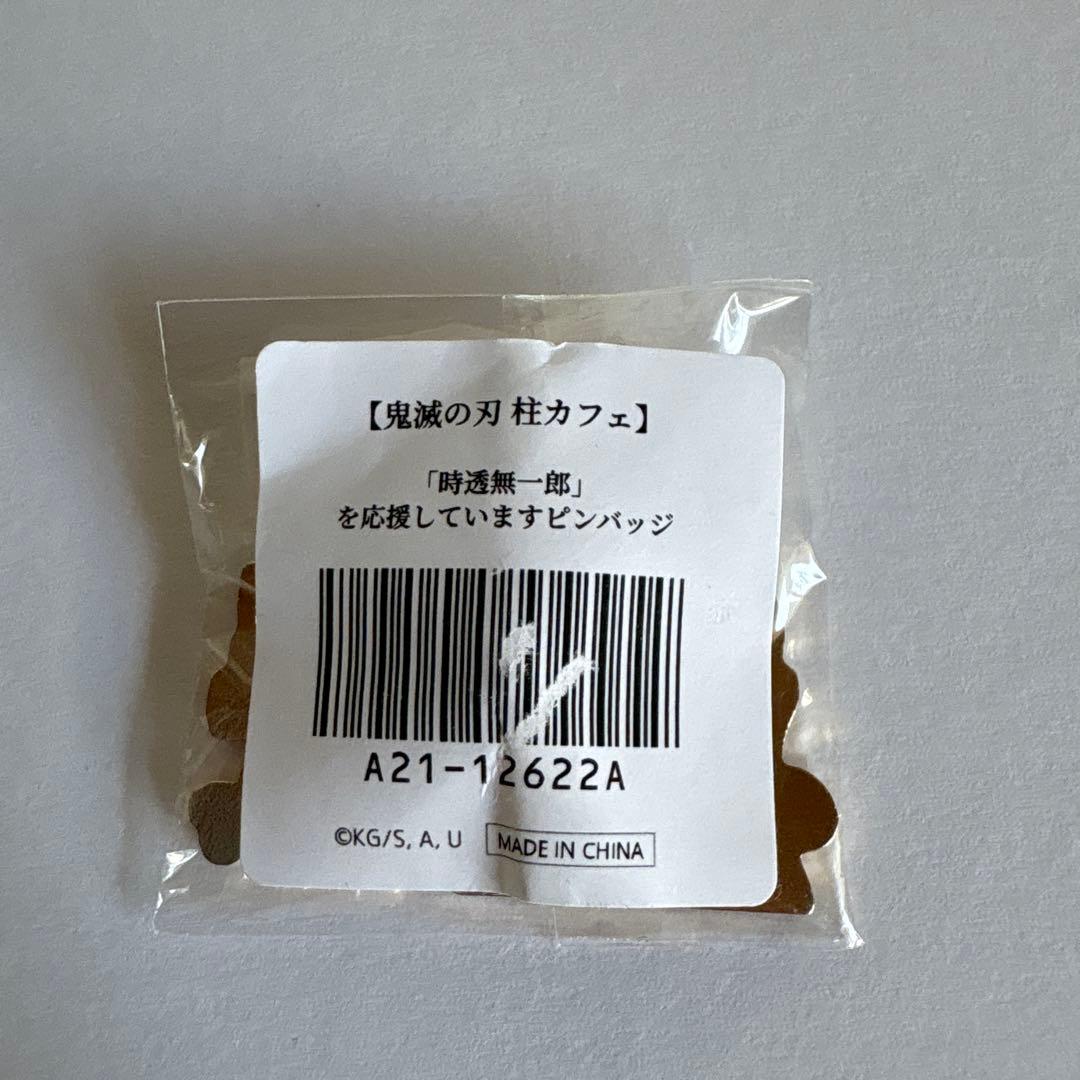 【鬼滅の刃 柱カフェ】
「時透無一郎」
を応援していますピンバッジ
A21-12622A
©KG/S, A, U
MADE IN CHINA